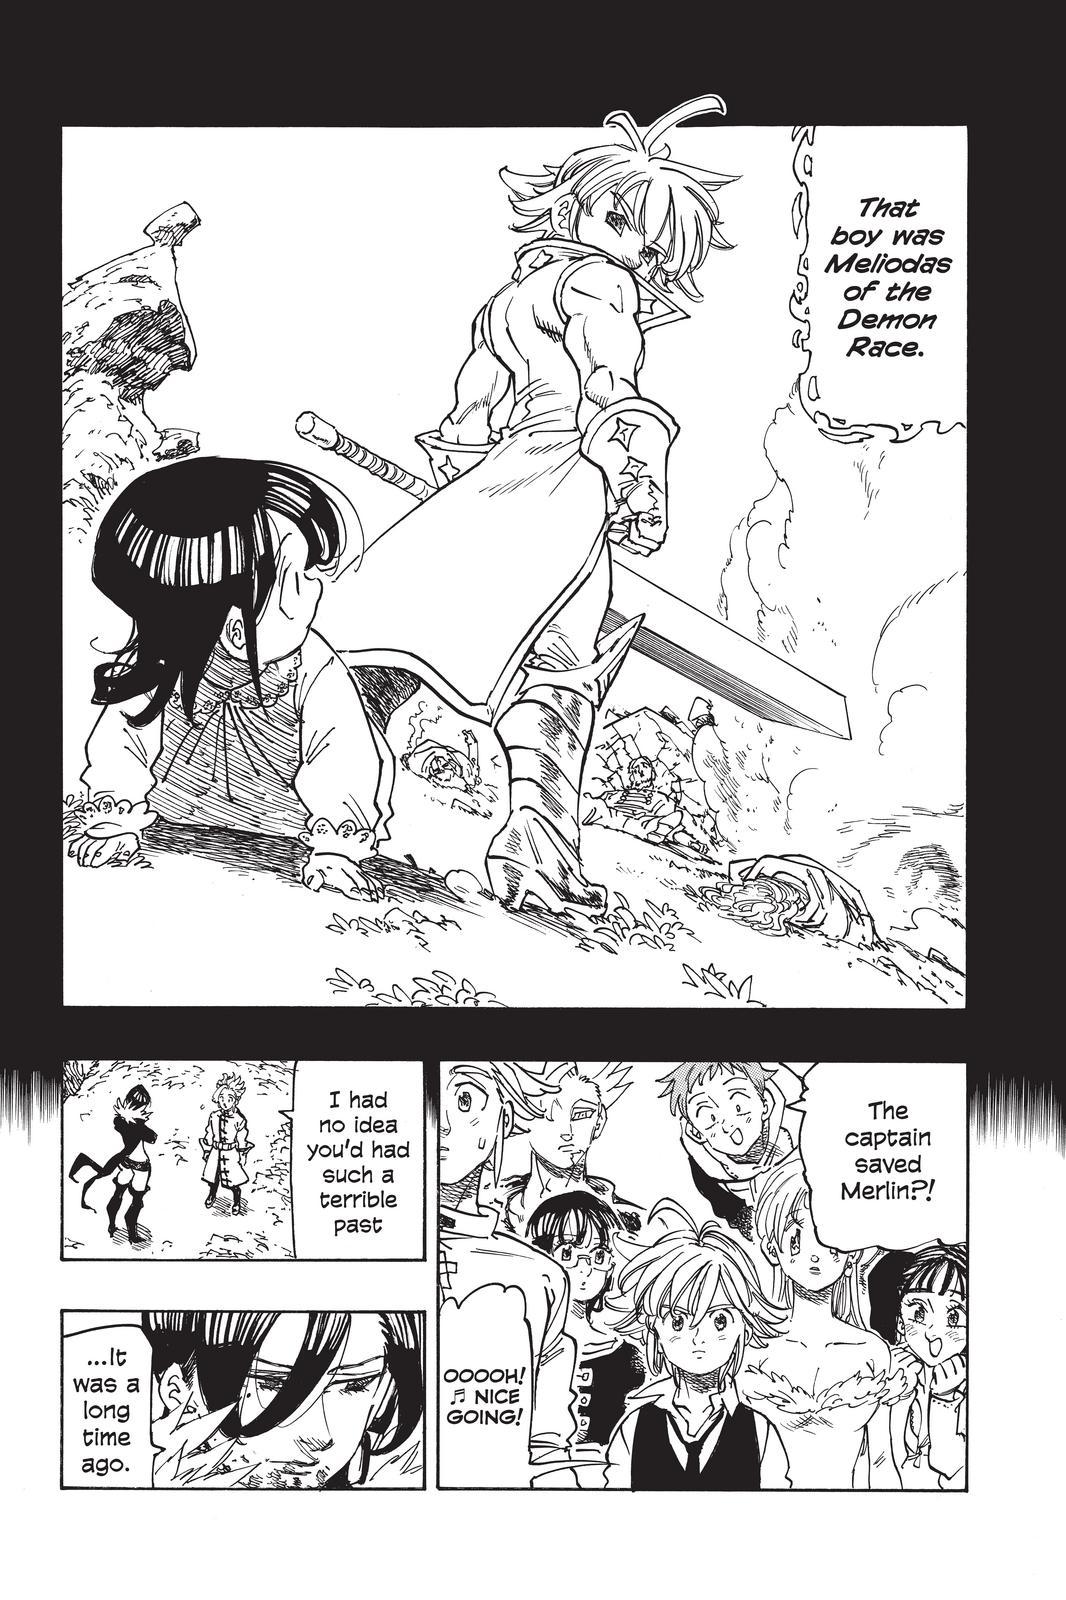 That
boy was
Meliodas
of the
Demon
Race.
The
captain
saved
Merlin?!
OOOOH!
♫ NICE
GOING!
I had
no idea
you'd had
such a
terrible
past
...It
was a
long
time
ago.